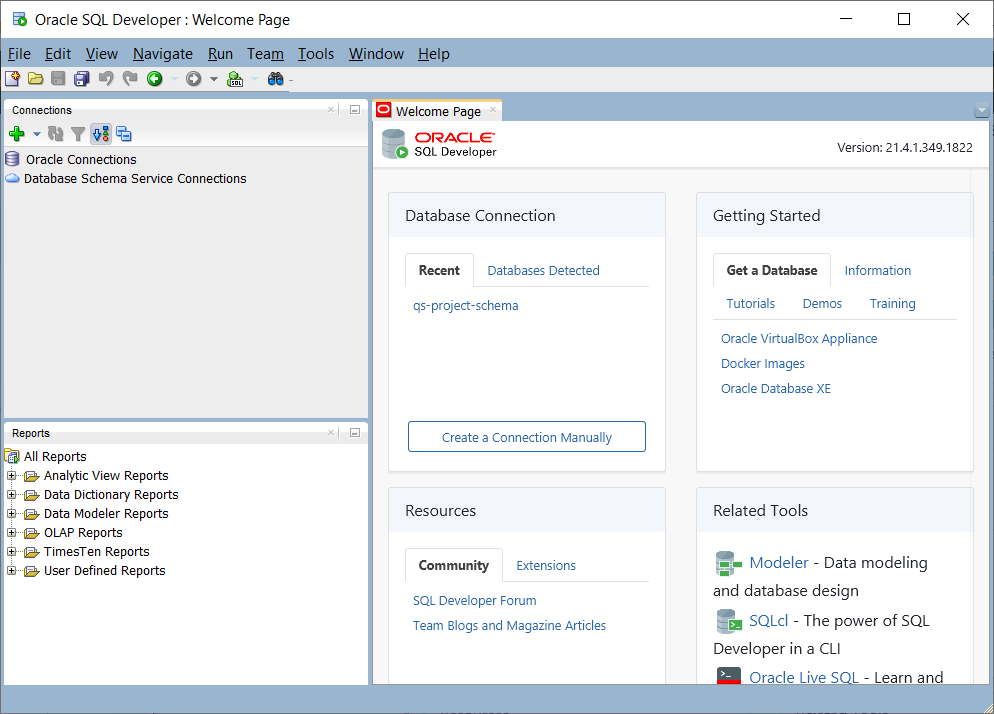 Oracle SQL Developer : Welcome Page
File Edit View Navigate Run Team Tools Window Help
SQL
Connections
Oracle Connections
Database Schema Service Connections
Reports
All Reports
Analytic View Reports
Data Dictionary Reports
Data Modeler Reports
OLAP Reports
TimesTen Reports
User Defined Reports
Welcome Page
ORACLE
SQL Developer
Version: 21.4.1.349.1822
Database Connection
Recent Databases Detected
qs-project-schema
Create a Connection Manually
Getting Started
Get a Database Information
Tutorials Demos Training
Oracle VirtualBox Appliance
Docker Images
Oracle Database XE
Resources
Community Extensions
SQL Developer Forum
Team Blogs and Magazine Articles
Related Tools
Modeler - Data modeling
and database design
SQLcl - The power of SQL
Developer in a CLI
Oracle Live SQL - Learn and